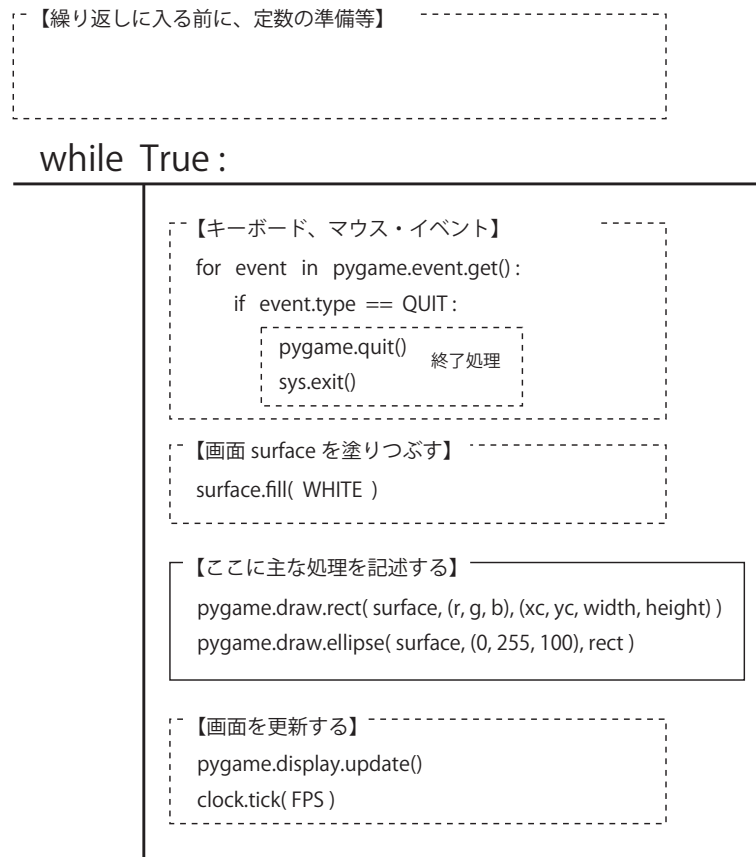 【繰り返しに入る前に、定数の準備等】
while True :
【キーボード、マウス・イベント】
for event in pygame.event.get() :
if event.type == QUIT :
pygame.quit()
終了処理
sys.exit()
【画面 surface を塗りつぶす】
surface.fill( WHITE )
【ここに主な処理を記述する】
pygame.draw.rect( surface, (r, g, b), (xc, yc, width, height) )
pygame.draw.ellipse( surface, (0, 255, 100), rect )
【画面を更新する】
pygame.display.update()
clock.tick( FPS )